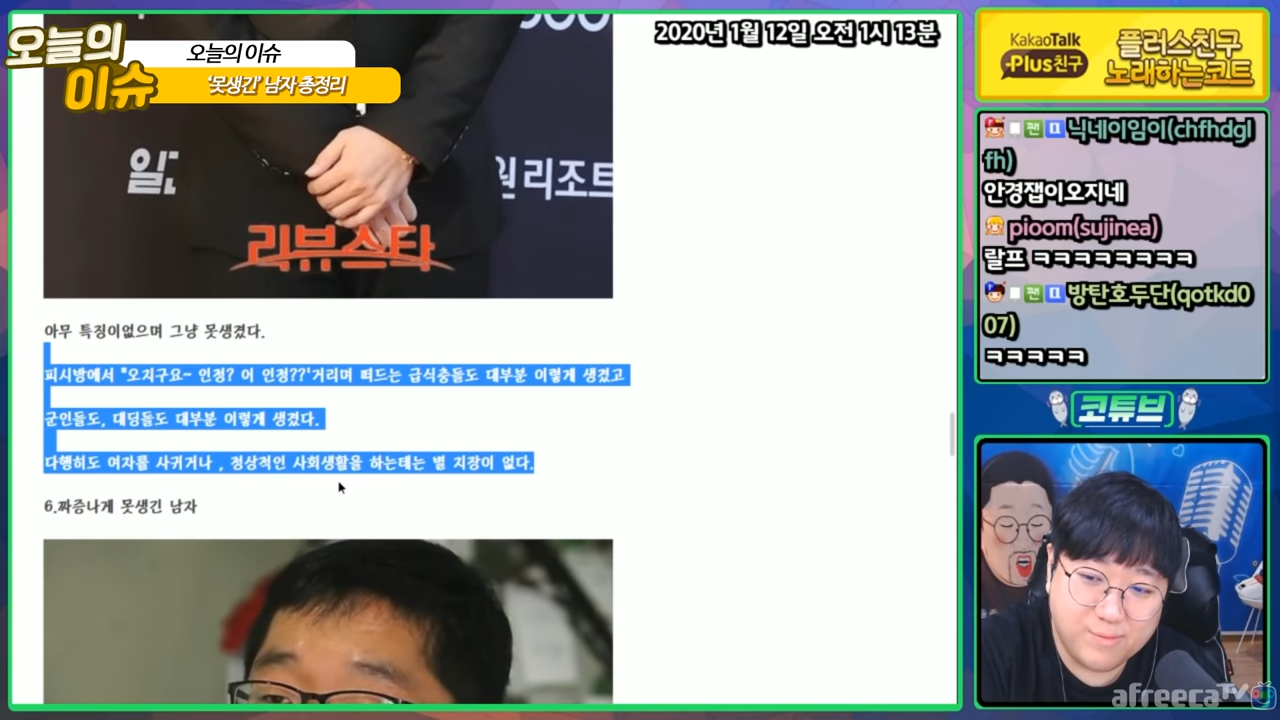 오늘의
이슈
오늘의 이슈
'못생긴' 남자 총정리
2020년 1월 12일 오전 1시 13분
리뷰스타
원리조트
아무 특징이없으며 그냥 못생겼다.
피시방에서 "오지구요~ 인정? 이 인정??'거리며 떠드는 급식충들도 대부분 이렇게 생겼고
군인들도, 대딩들도 대부분 이렇게 생겼다.
다행히도 여자를 사귀거나 , 정상적인 사회생활을 하는테는 별 지장이 없다.
6.짜증나게 못생긴 남자
KakaoTalk
Plus친구
플러스친구
노래하는코트
팬 닉네이임이(chfhdgl
fh)
안경잽이오지네
pioom(sujinea)
랄프 ㅋㅋㅋㅋㅋㅋㅋㅋ
팬 방탄호두단(qotkd0
07)
ㅋㅋㅋㅋㅋ
코튜브
afreecaTV